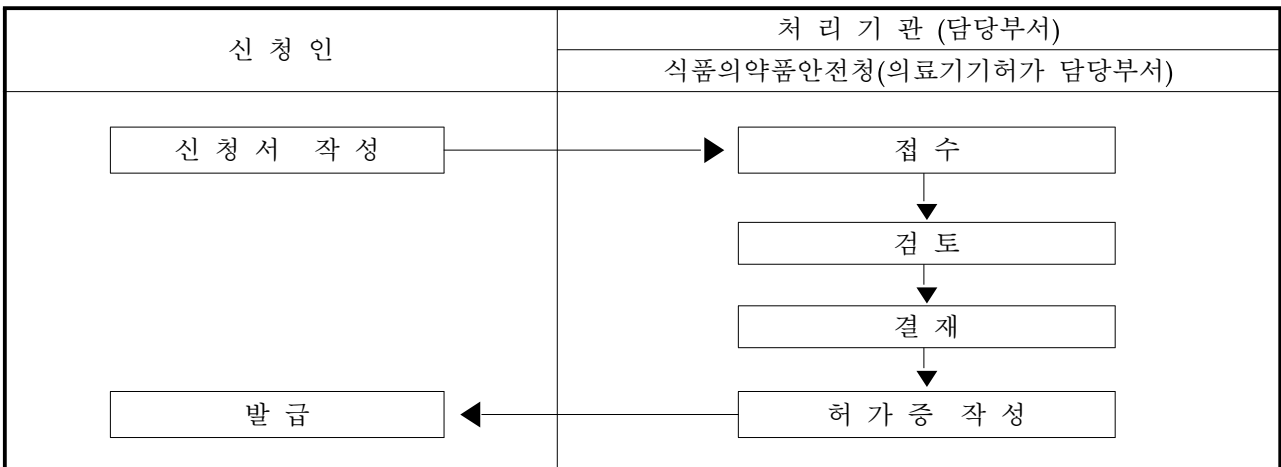 신 청 인
처 리 기 관 (담당부서)
식품의약품안전청(의료기기허가 담당부서)
신 청 서 작 성
접 수
검 토
결 재
발 급
허 가 증 작 성